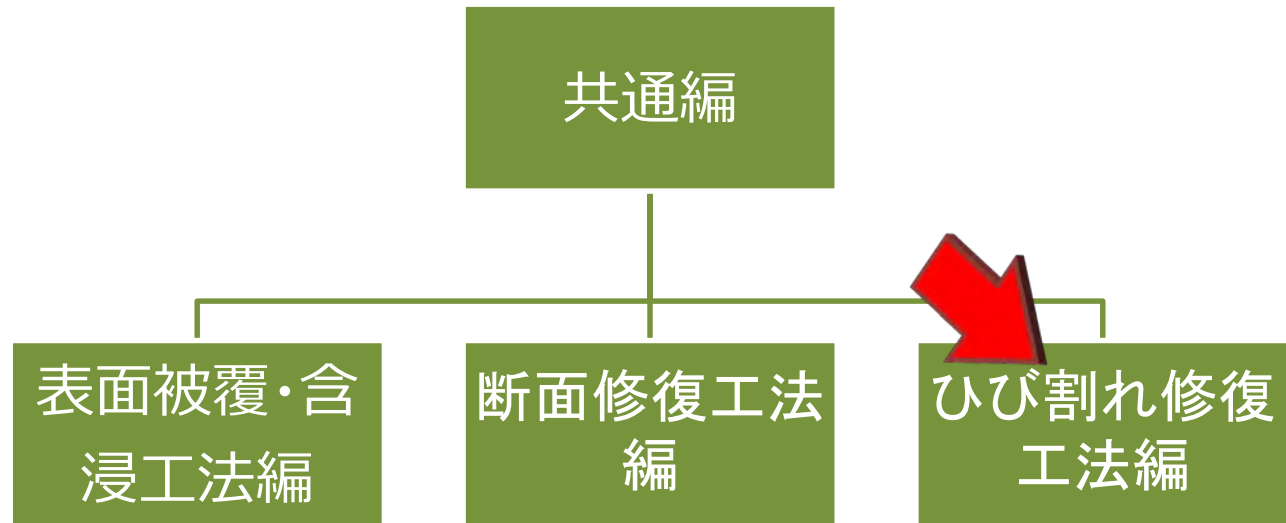 共通編
表面被覆・含
浸工法編
断面修復工法
編
ひび割れ修復
工法編